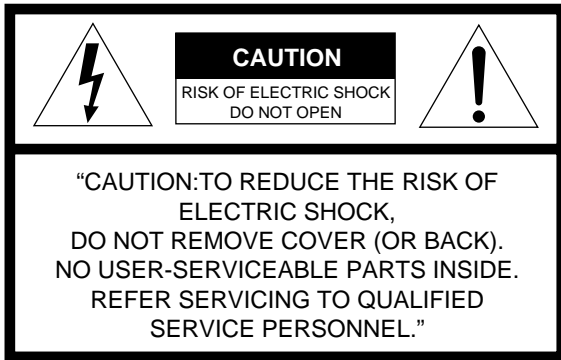 CAUTION
RISK OF ELECTRIC SHOCK
DO NOT OPEN
“CAUTION:TO REDUCE THE RISK OF
ELECTRIC SHOCK,
DO NOT REMOVE COVER (OR BACK).
NO USER-SERVICEABLE PARTS INSIDE.
REFER SERVICING TO QUALIFIED
SERVICE PERSONNEL.”